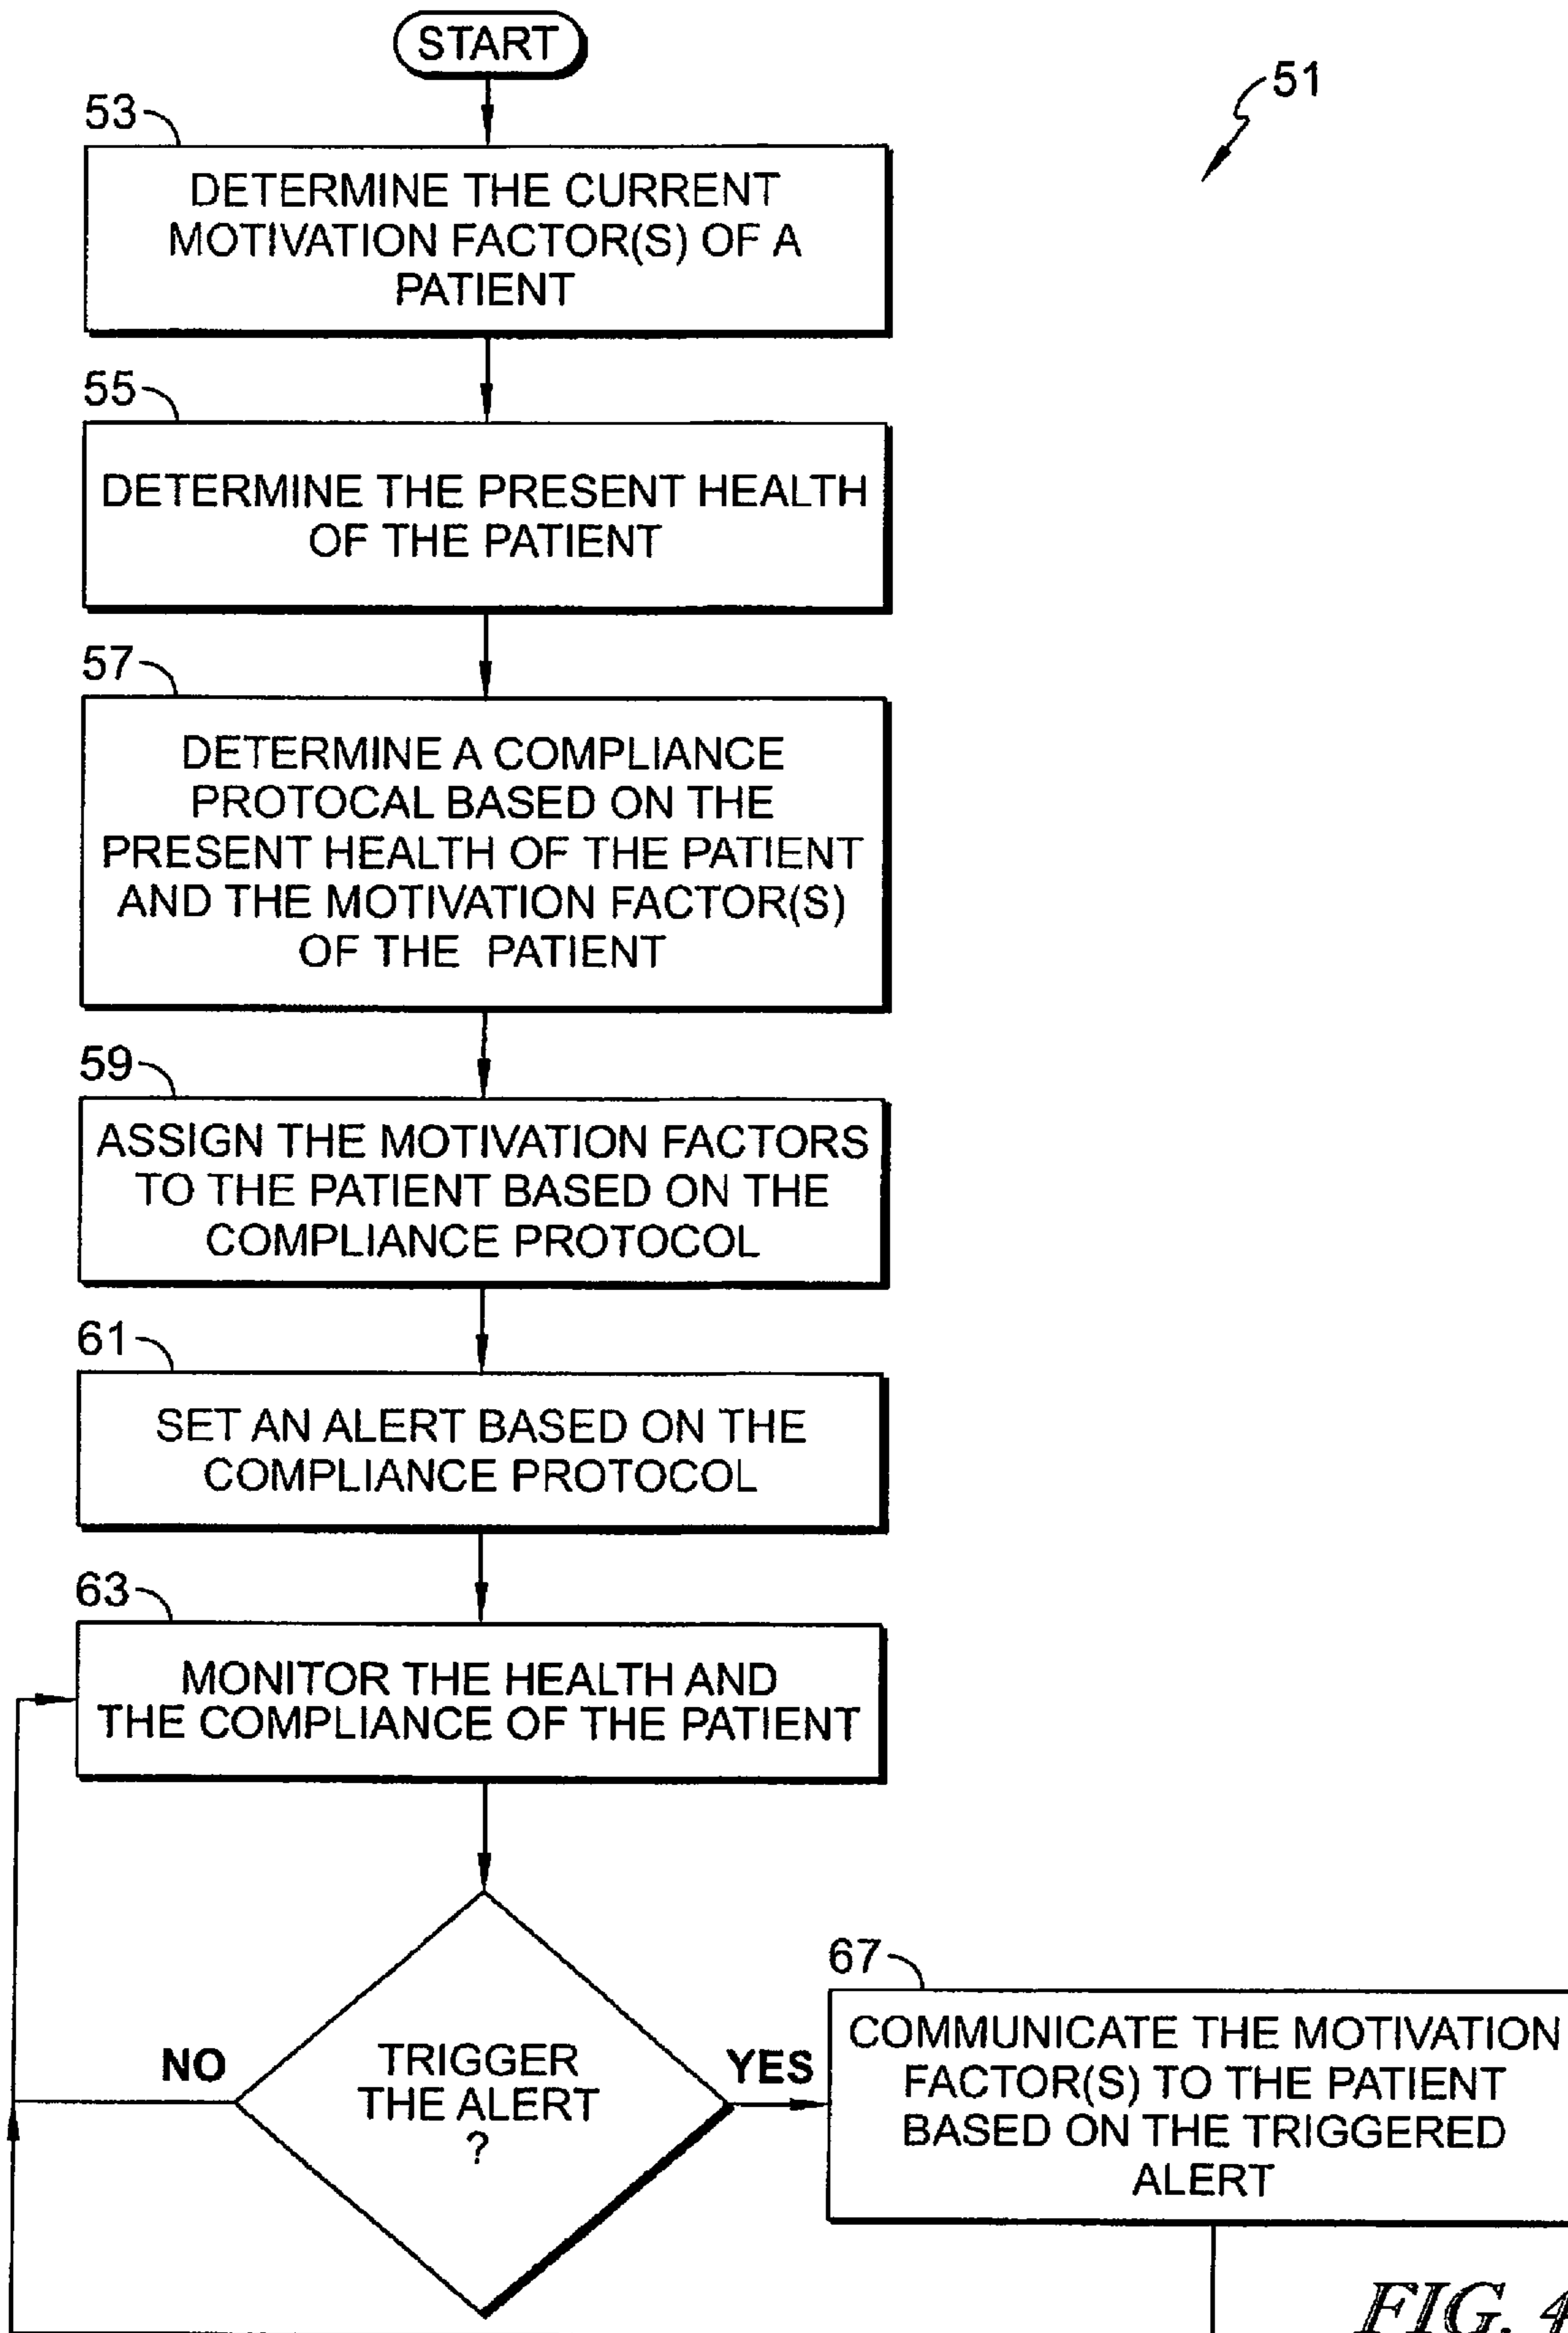 START
51
53
DETERMINE THE CURRENT
MOTIVATION FACTOR(S) OF A
PATIENT
55
DETERMINE THE PRESENT HEALTH
OF THE PATIENT
57
DETERMINE A COMPLIANCE
PROTOCAL BASED ON THE
PRESENT HEALTH OF THE PATIENT
AND THE MOTIVATION FACTOR(S)
OF THE PATIENT
59
ASSIGN THE MOTIVATION FACTORS
TO THE PATIENT BASED ON THE
COMPLIANCE PROTOCOL
61
SET AN ALERT BASED ON THE
COMPLIANCE PROTOCOL
63
MONITOR THE HEALTH AND
THE COMPLIANCE OF THE PATIENT
TRIGGER
THE ALERT
?
NO
YES
67
COMMUNICATE THE MOTIVATION
FACTOR(S) TO THE PATIENT
BASED ON THE TRIGGERED
ALERT
FIG. 4